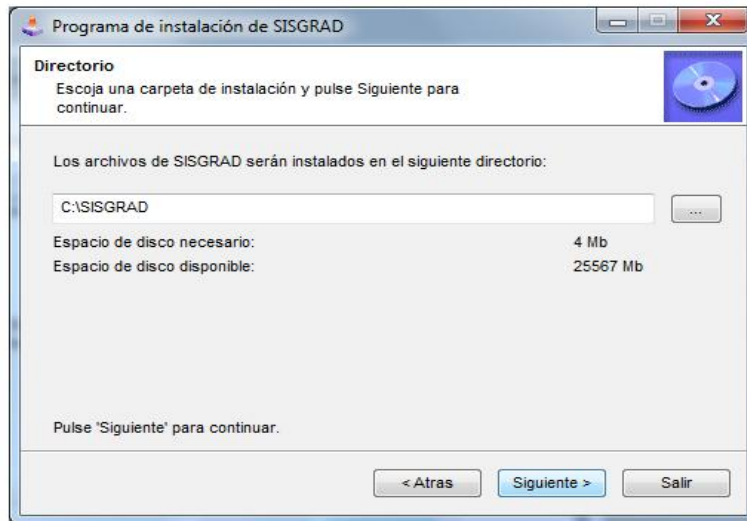 Programa de instalación de SISGRAD
Directorio
Escoja una carpeta de instalación y pulse Siguiente para
continuar.
Los archivos de SISGRAD serán instalados en el siguiente directorio:
C:\SISGRAD
...
Espacio de disco necesario: 4 Mb
Espacio de disco disponible: 25567 Mb
Pulse 'Siguiente' para continuar.
< Atras Siguiente > Salir